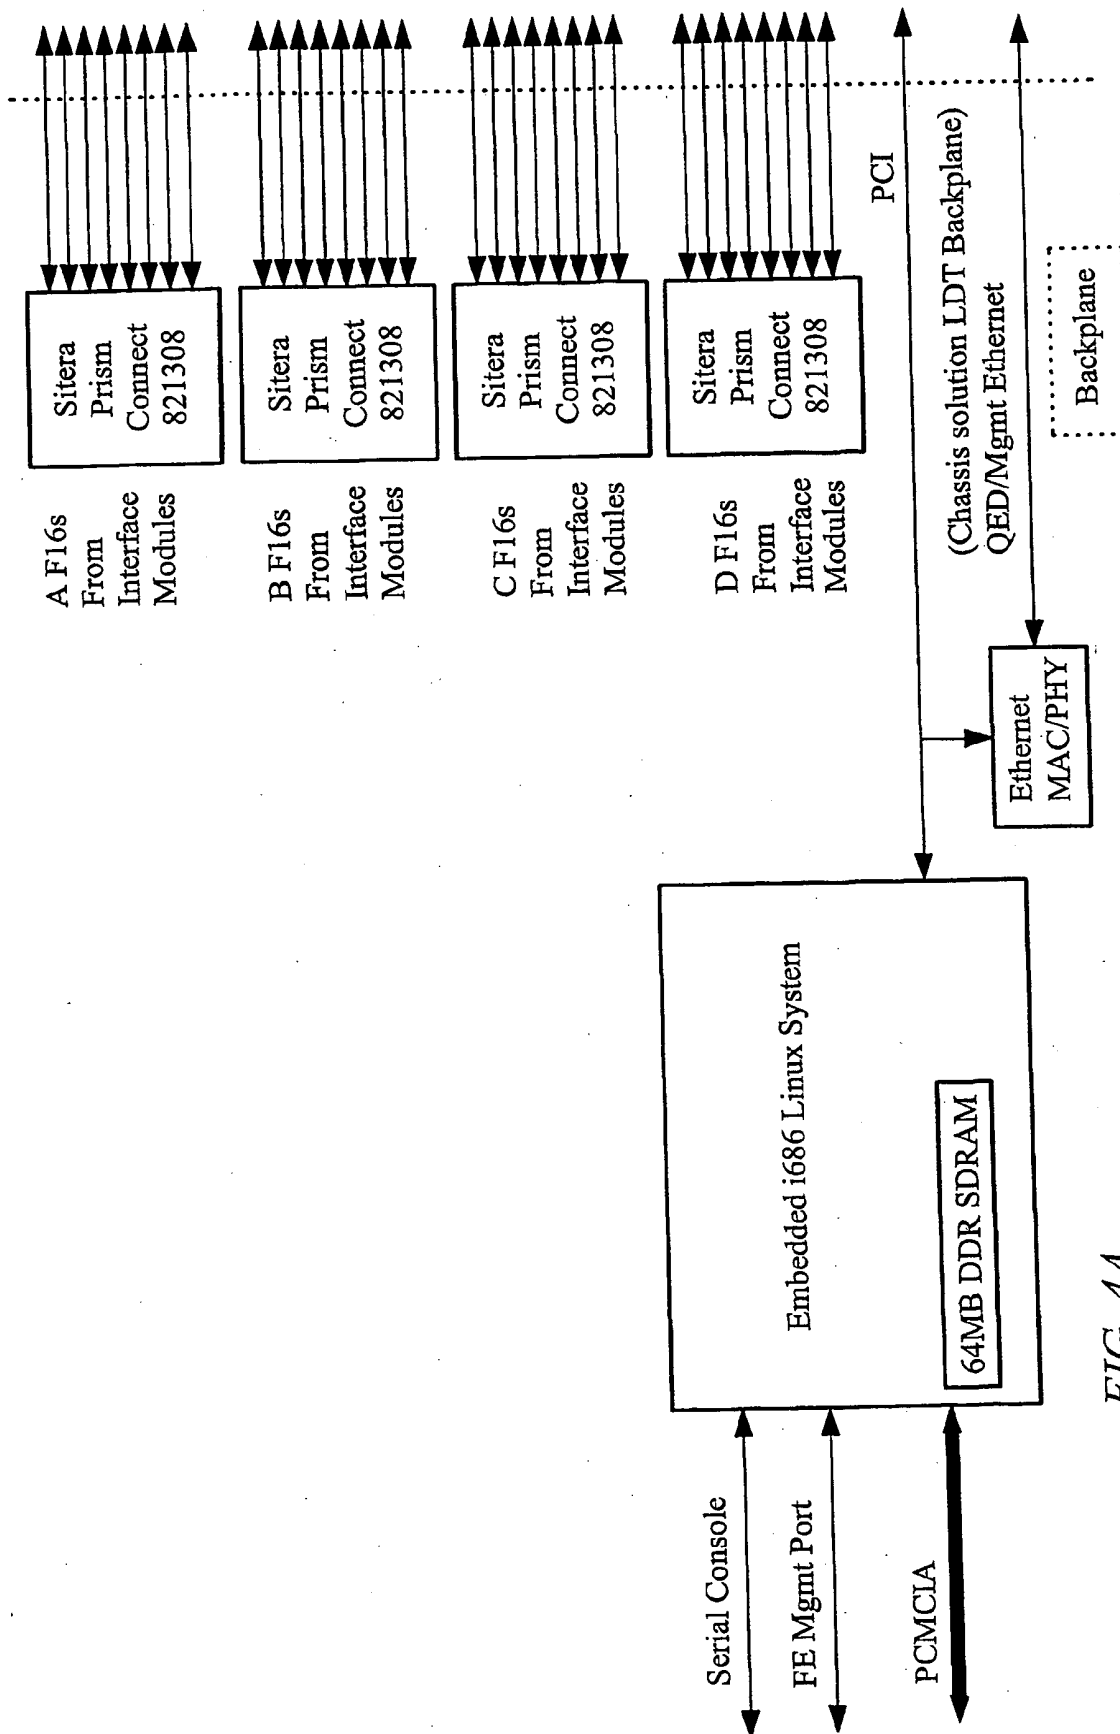 A F16s
From
Interface
Modules
Sitera
Prism
Connect
821308
B F16s
From
Interface
Modules
Sitera
Prism
Connect
821308
C F16s
From
Interface
Modules
Sitera
Prism
Connect
821308
D F16s
From
Interface
Modules
Sitera
Prism
Connect
821308
PCI
(Chassis solution LDT Backplane)
QED/Mgmt Ethernet
Backplane
Ethernet
MAC/PHY
Embedded i686 Linux System
64MB DDR SDRAM
Serial Console
FE Mgmt Port
PCMCIA
FIG. 4A